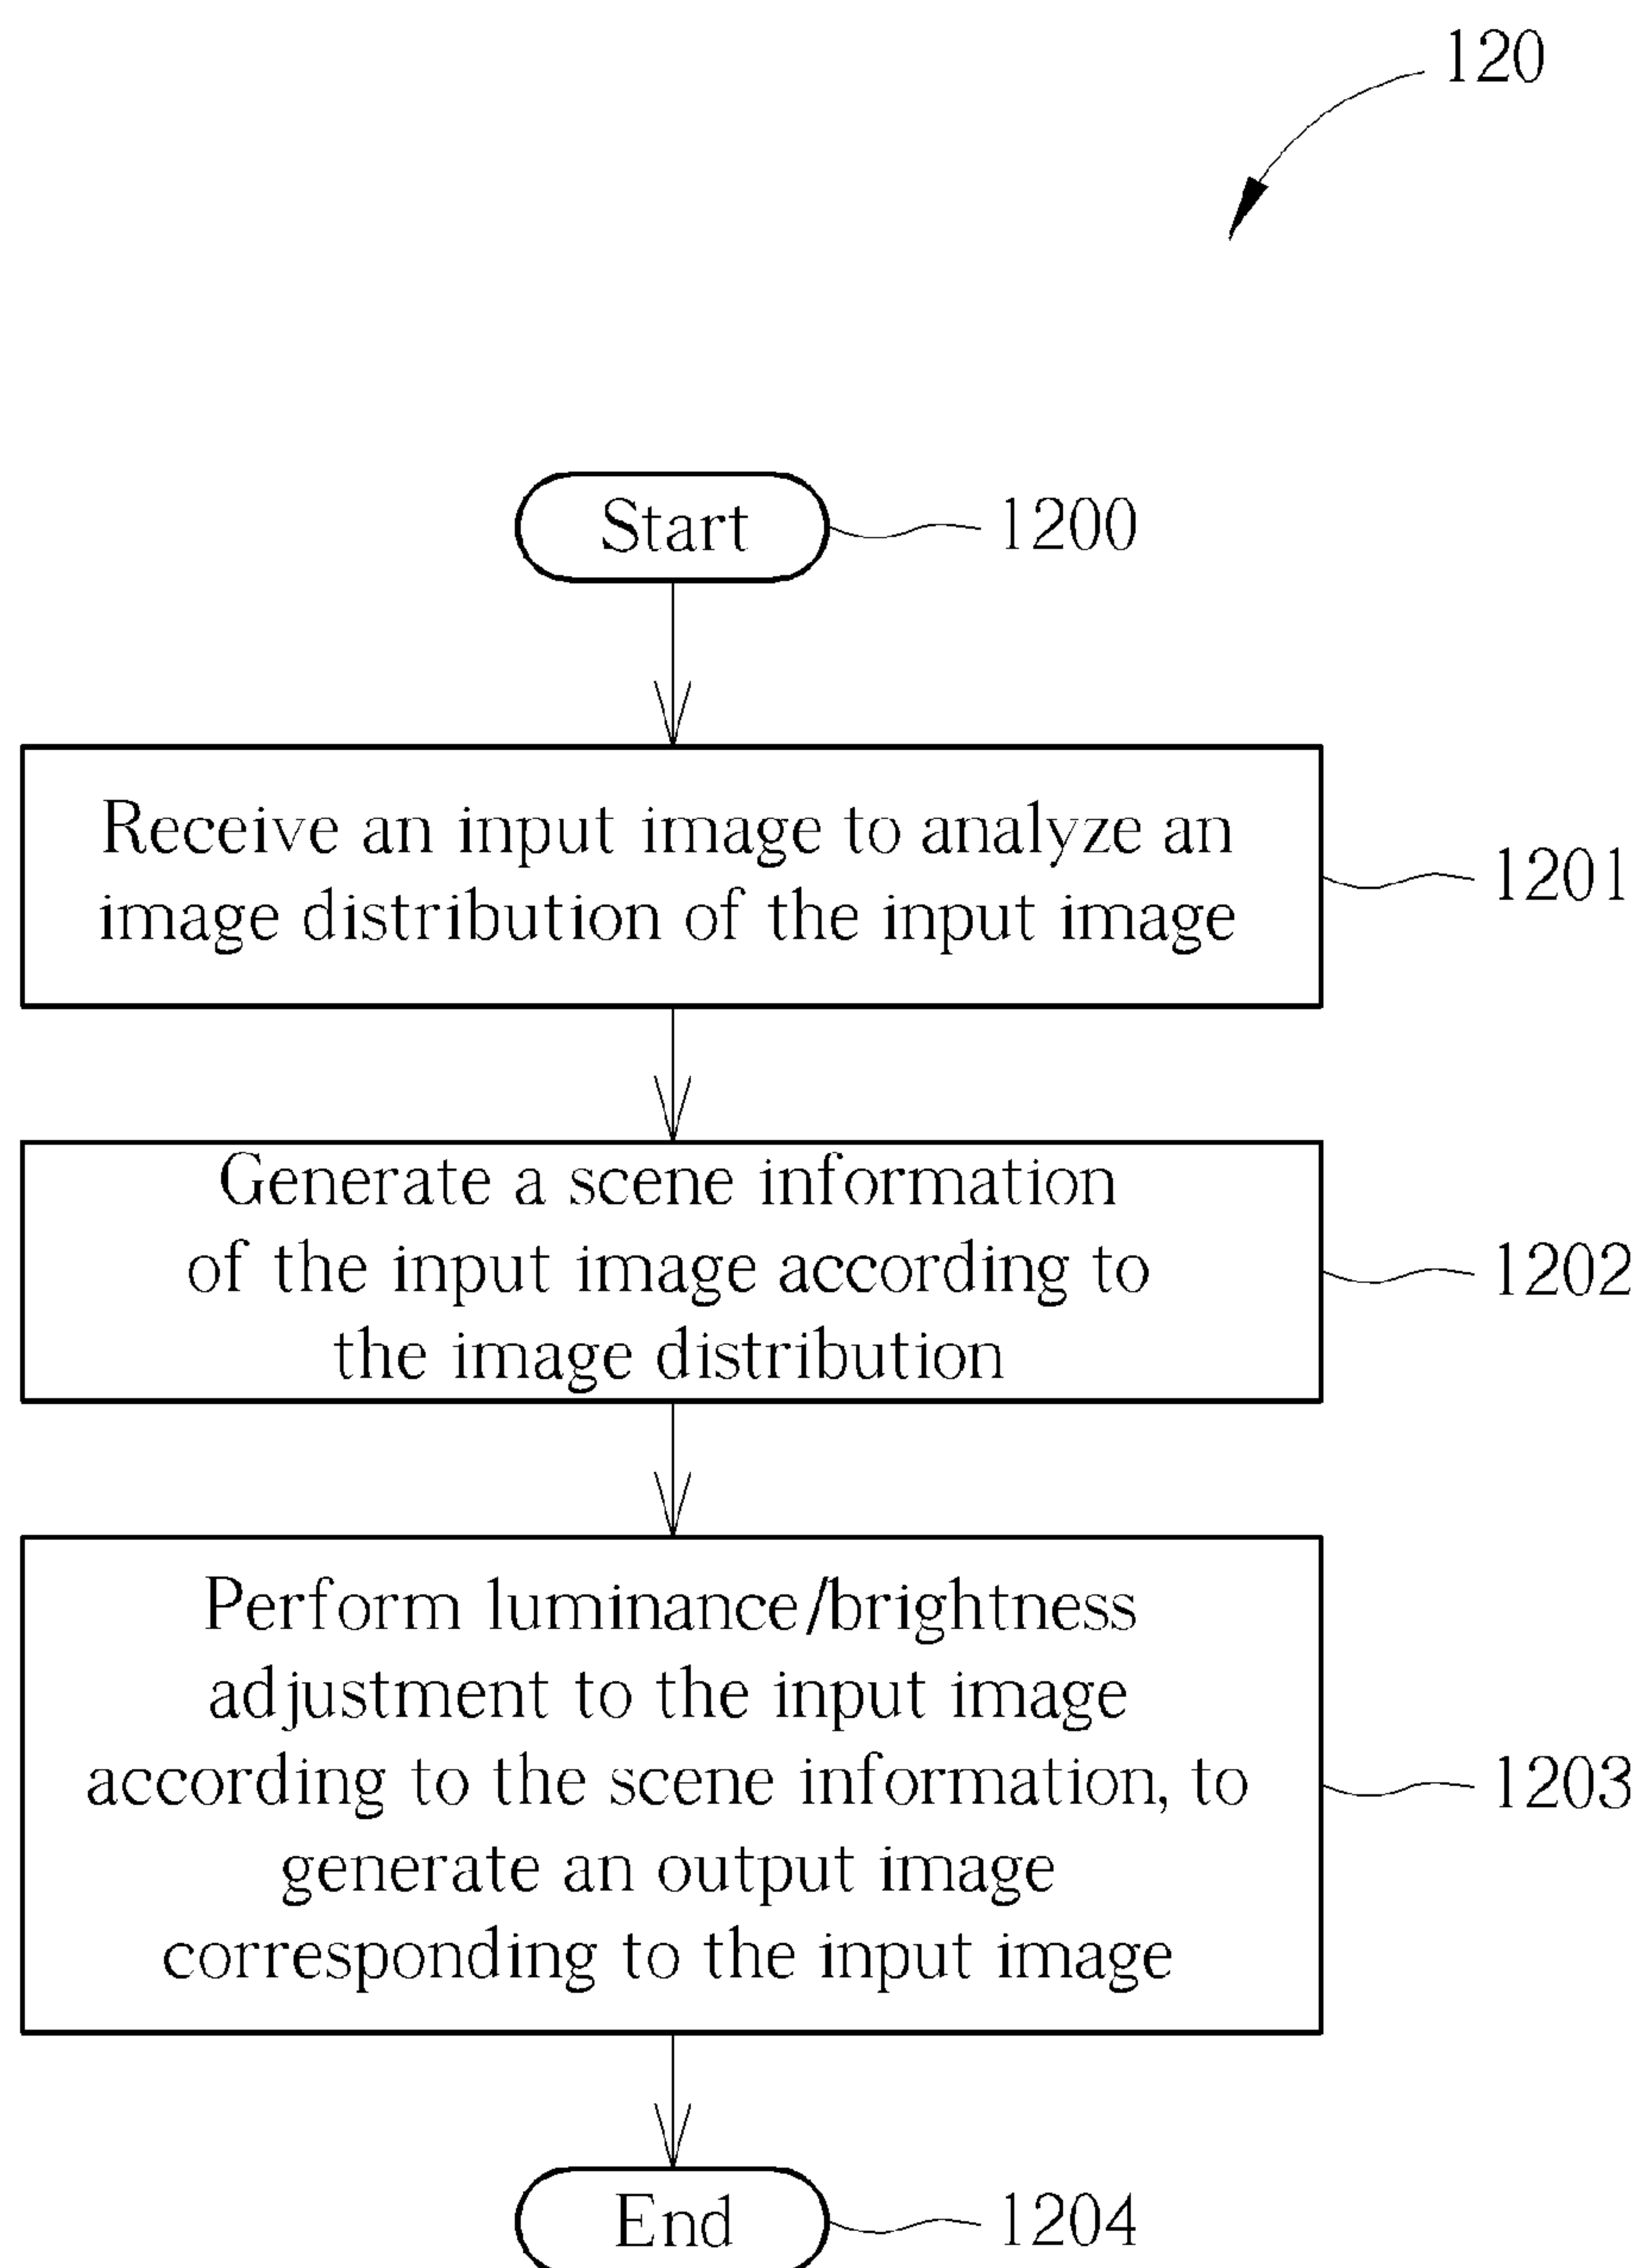 120
Start
1200
Receive an input image to analyze an
image distribution of the input image
1201
Generate a scene information
of the input image according to
the image distribution
1202
Perform luminance/brightness
adjustment to the input image
according to the scene information, to
generate an output image
corresponding to the input image
1203
End
1204